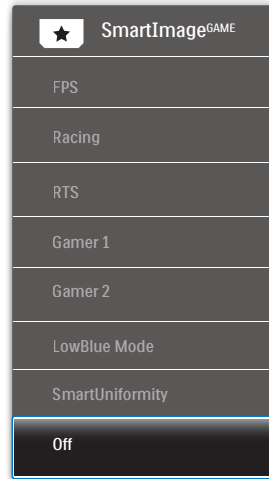 SmartImageGAME
FPS
Racing
RTS
Gamer 1
Gamer 2
LowBlue Mode
SmartUniformity
Off